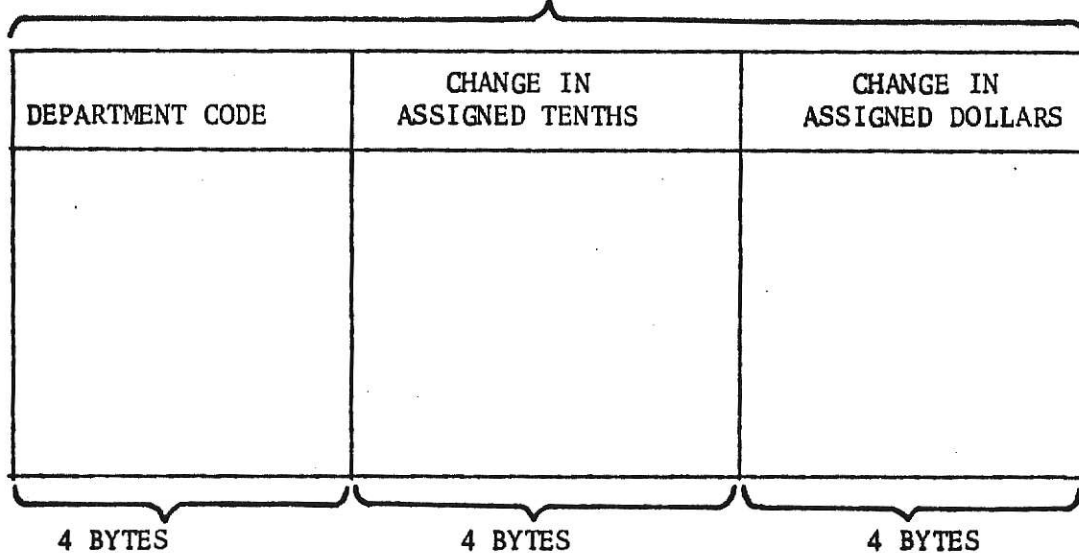 DEPARTMENT CODE
CHANGE IN
ASSIGNED TENTHS
CHANGE IN
ASSIGNED DOLLARS
4 BYTES
4 BYTES
4 BYTES